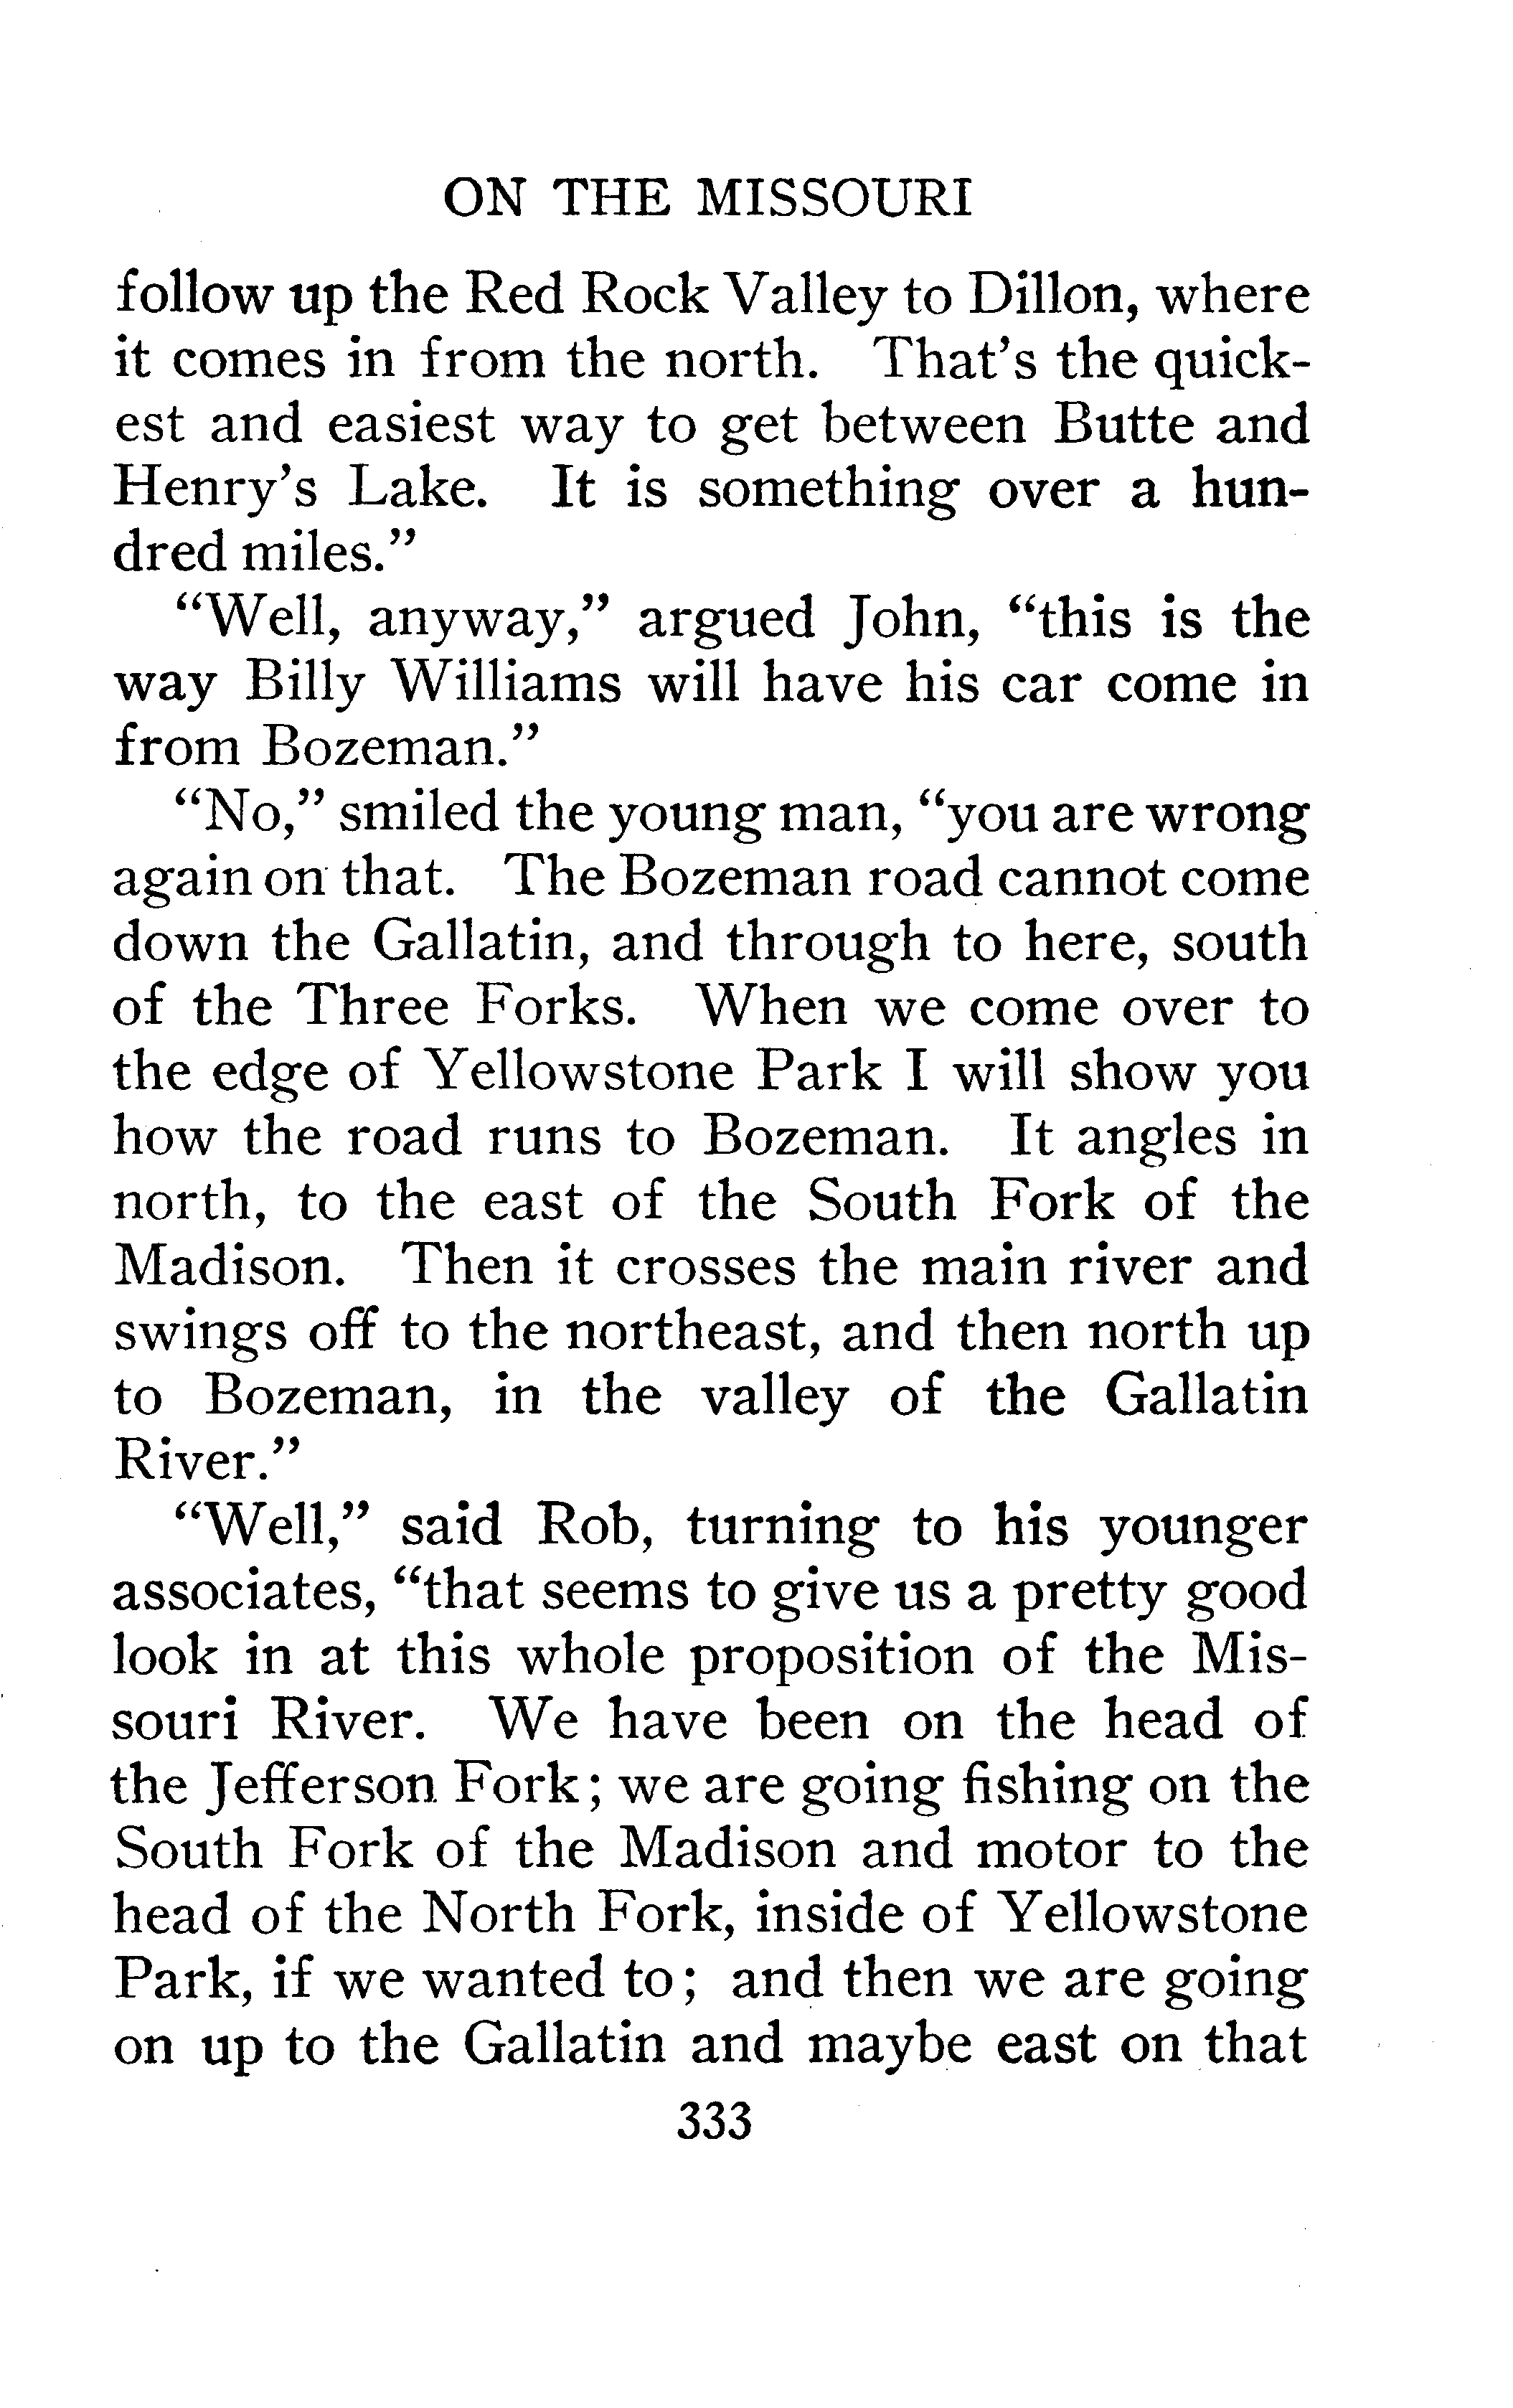 ON THE MISSOURI
follow up the Red Rock Valley to Dillon, where
it comes in from the north. That's the quick-
est and easiest way to get between Butte and
Henry's Lake. It is something over a hun-
dred miles."
"Well, anyway," argued John, "this is the
way Billy Williams will have his car come in
from Bozeman."
"No," smiled the young man, "you are wrong
again on that. The Bozeman road cannot come
down the Gallatin, and through to here, south
of the Three Forks. When we come over to
the edge of Yellowstone Park I will show you
how the road runs to Bozeman. It angles in
north, to the east of the South Fork of the
Madison. Then it crosses the main river and
swings off to the northeast, and then north up
to Bozeman, in the valley of the Gallatin
River."
"Well," said Rob, turning to his younger
associates, "that seems to give us a pretty good
look in at this whole proposition of the Mis-
souri River. We have been on the head of
the Jefferson Fork; we are going fishing on the
South Fork of the Madison and motor to the
head of the North Fork, inside of Yellowstone
Park, if we wanted to; and then we are going
on up to the Gallatin and maybe east on that
333